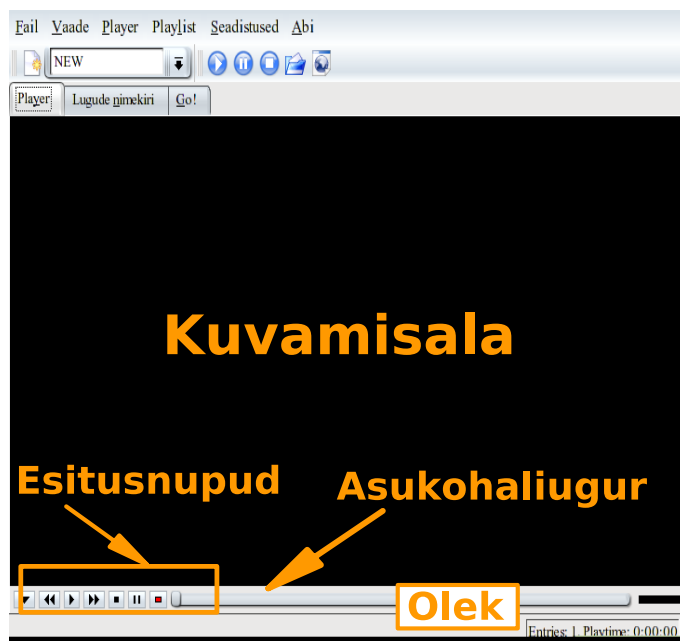 Fail Vaade Player Playlist Seadistused Abi
NEW
Player Lugude nimekiri Go!
Kuvamisala
Esitusnupud
Asukohaliugur
Olek
Entries: 1 Playtime: 0:00:00